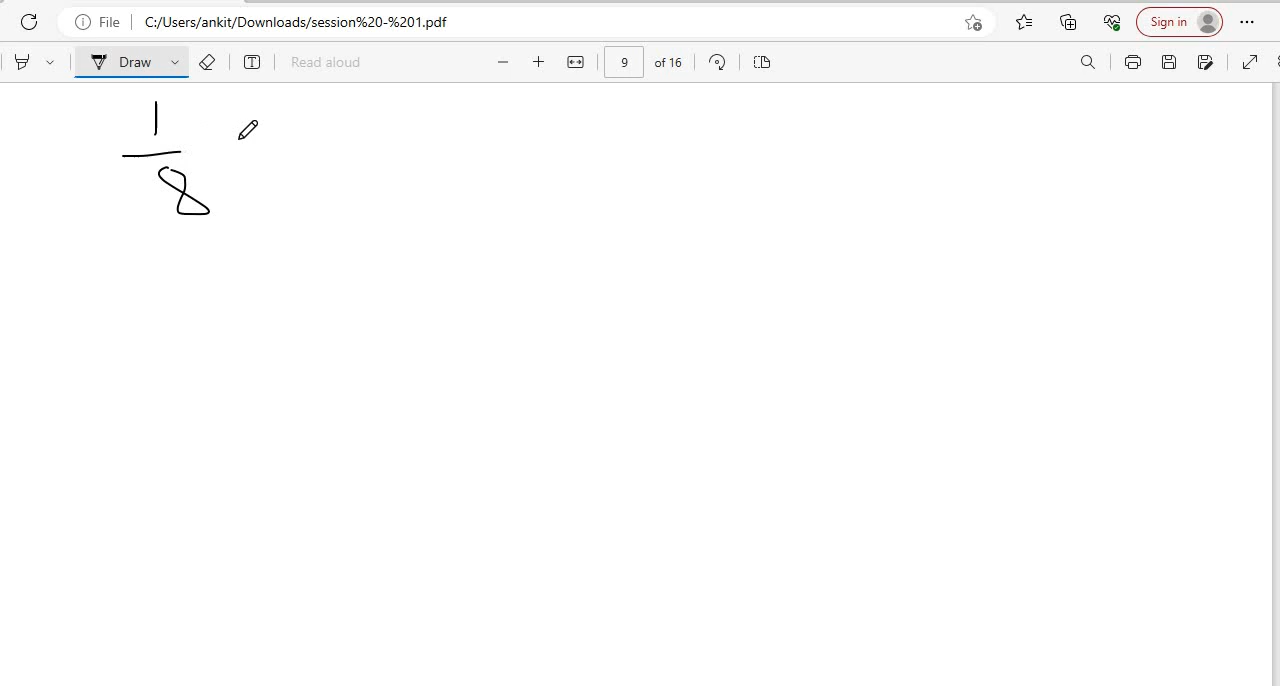 File C:/Users/ankit/Downloads/session%20-%201.pdf Sign in
Draw Read aloud 9 of 16
1
8